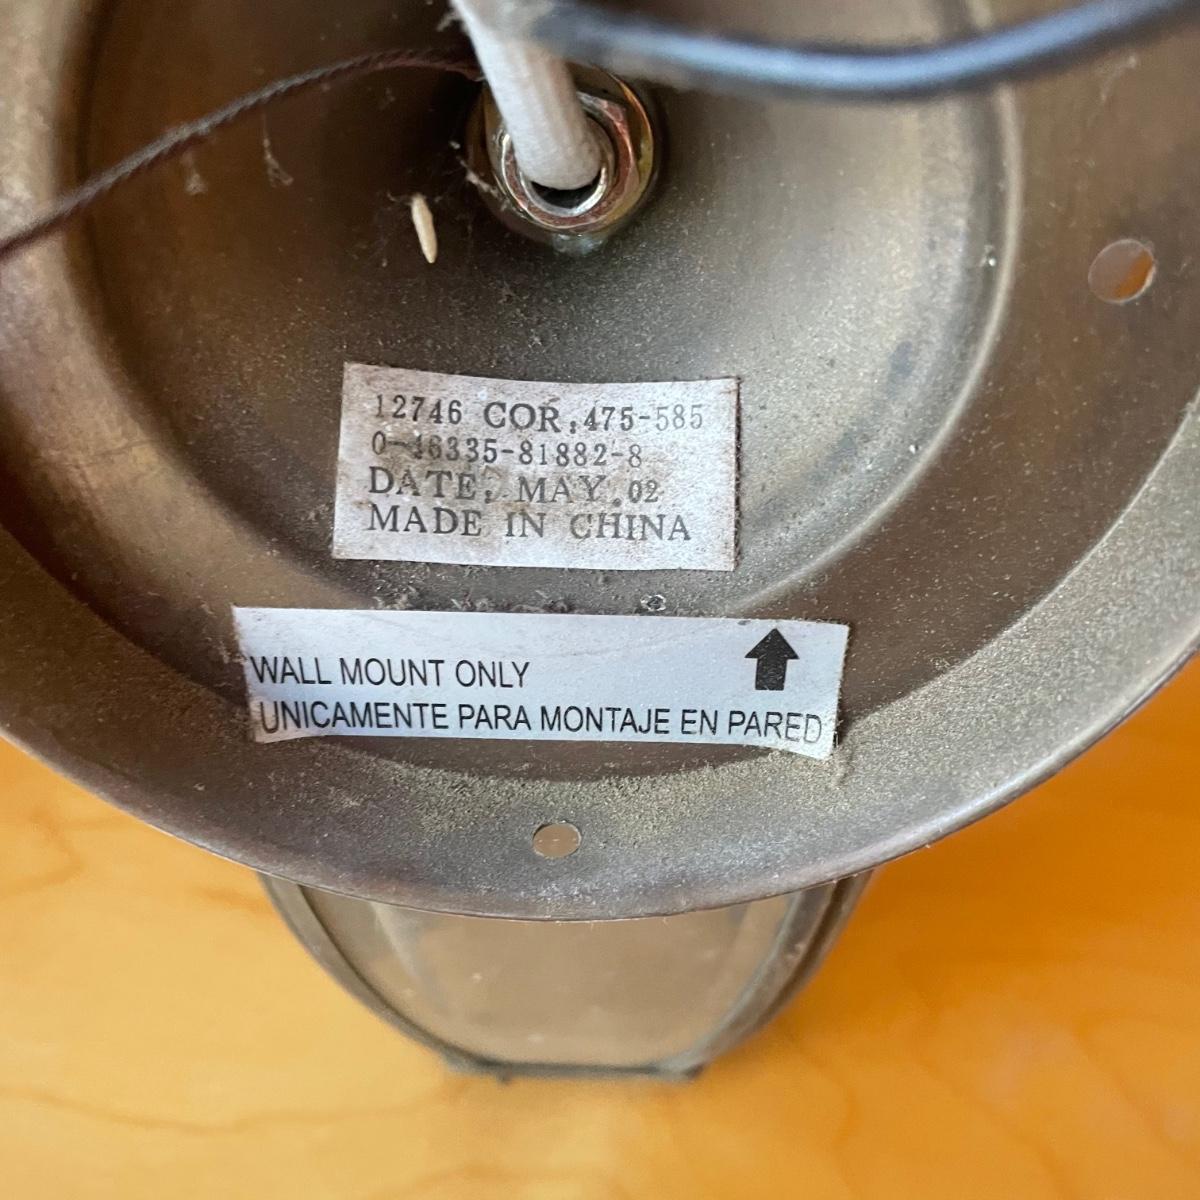 12746 COR, 475-585
0-46335-81882-8
DATE, MAY, 02
MADE IN CHINA
WALL MOUNT ONLY
UNICAMENTE PARA MONTAJE EN PARED